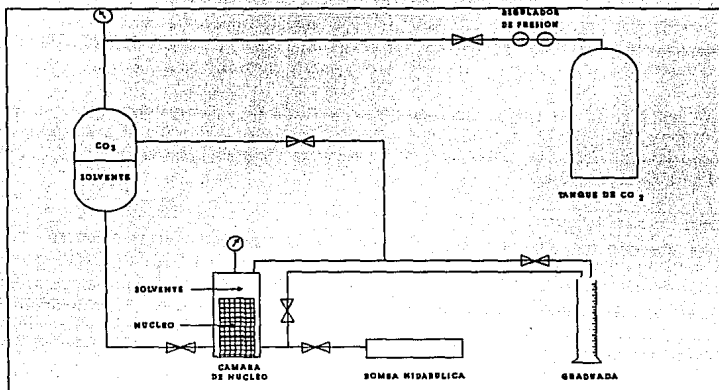 REGULADOR
DE PRESION
CO2
SOLVENTE
TANQUE DE CO2
SOLVENTE
NUCLEO
CAMARA
DE NUCLEO
BOMBA HIDRAULICA
GRADUADA